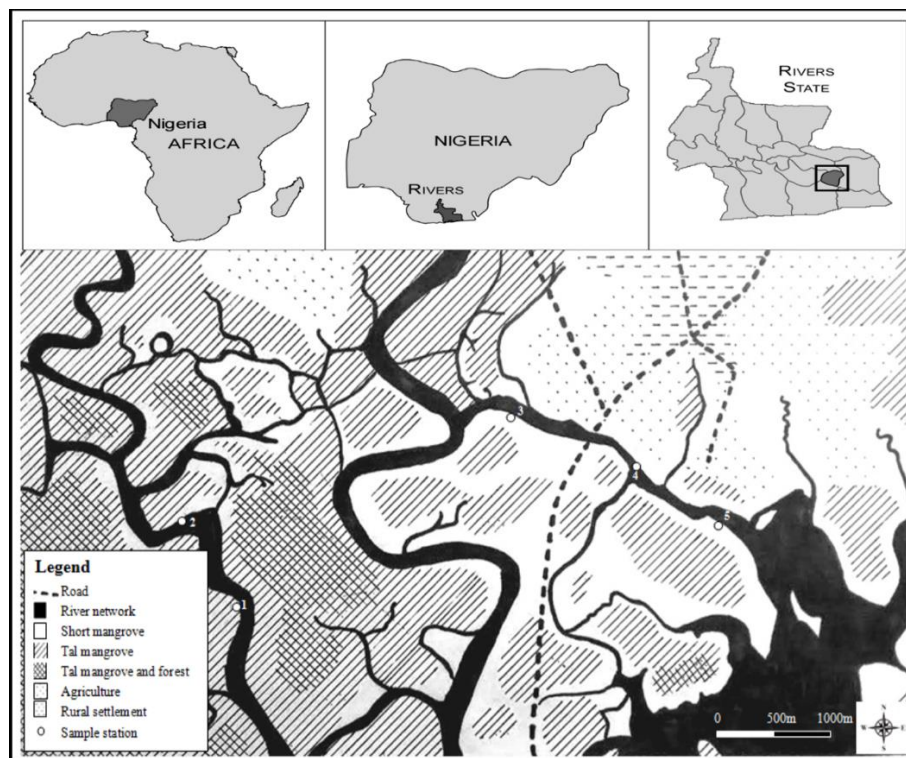 Nigeria
AFRICA
NIGERIA
RIVERS
RIVERS
STATE
3
4
5
2
1
Legend
Road
River network
Short mangrove
Tal mangrove
Tal mangrove and forest
Agriculture
Rural settlement
Sample station
0 500m 1000m
N
W E
S